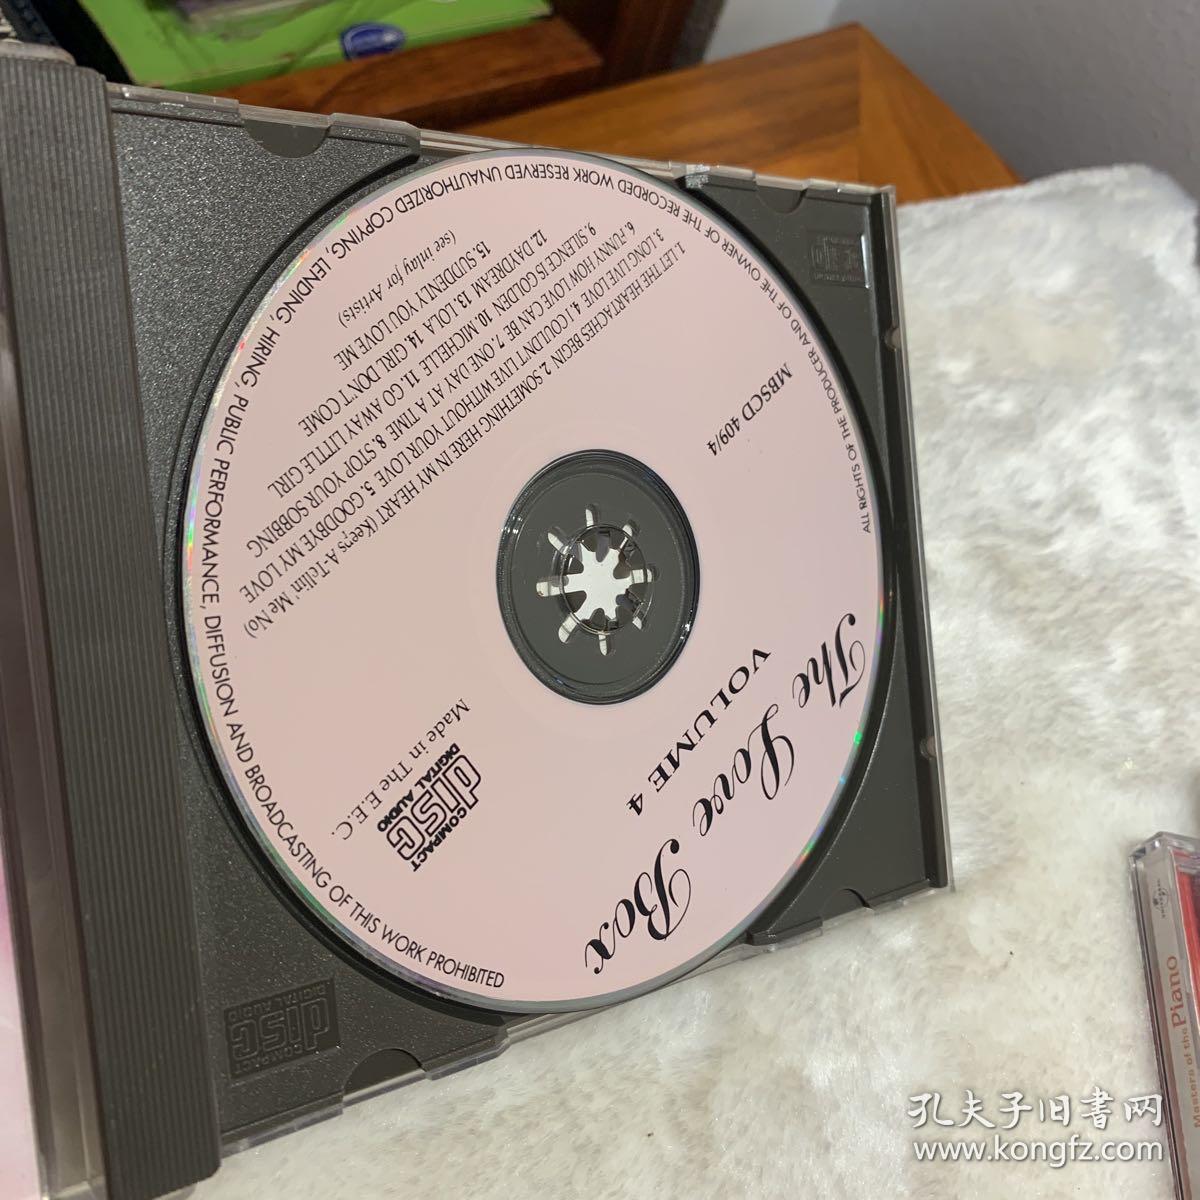 The Love Box
VOLUME 4
MBSCD 409/4
COMPACT
disc
DIGITAL AUDIO
Made in The E.E.C.
1. LET THE HEARTACHES BEGIN 2. SOMETHING HERE IN MY HEART (Keeps A-Tellin' Me No)
3. LONG LIVE LOVE 4. I COULDN'T LIVE WITHOUT YOUR LOVE 5. GOODBYE MY LOVE
6. FUNY HOW LOVE CAN BE 7. ONE DAY AT A TIME 8. STOP YOUR SOBBING
9. SILENCE IS GOLDEN 10. MICHELLE 11. GO AWAY LITTLE GIRL
12. DAYDREAM 13. LOLA 14. GIRL DON'T COME
15. SUDDENLY YOU LOVE ME
(see inlay for Artists)
ALL RIGHTS OF THE PRODUCER AND OF THE OWNER OF THE RECORDED WORK RESERVED UNAUTHORIZED COPYING, LENDING, HIRING, PUBLIC PERFORMANCE, DIFFUSION AND BROADCASTING OF THIS WORK PROHIBITED
COMPACT
disc
DIGITAL AUDIO
Masters of the Piano
孔夫子旧书网
www.kongfz.com